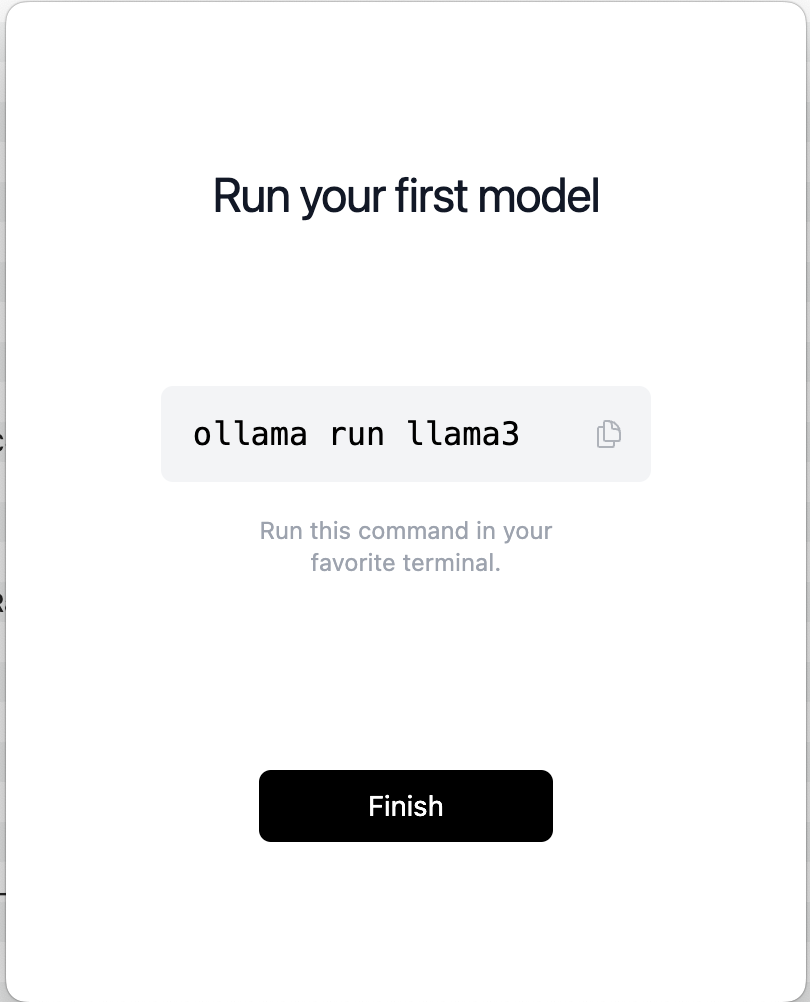 Run your first model
ollama run llama3
Run this command in your
favorite terminal.
Finish